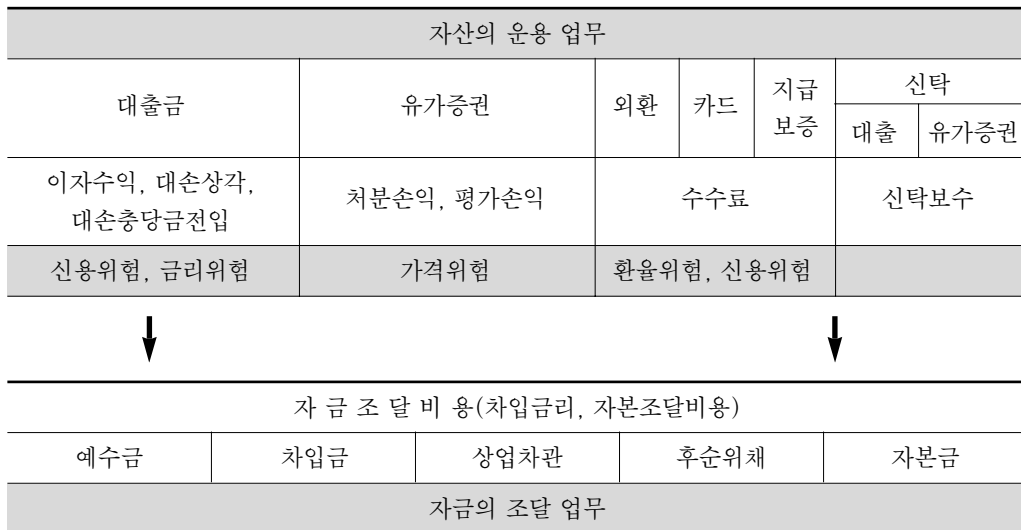 자산의 운용 업무
대출금 유가증권 외환 카드 지급 보증 신탁
대출 유가증권
이자수익, 대손상각,
대손충당금전입
처분손익, 평가손익 수수료 신탁보수
신용위험, 금리위험 가격위험 환율위험, 신용위험
자 금 조 달 비 용(차입금리, 자본조달비용)
예수금 차입금 상업차관 후순위채 자본금
자금의 조달 업무